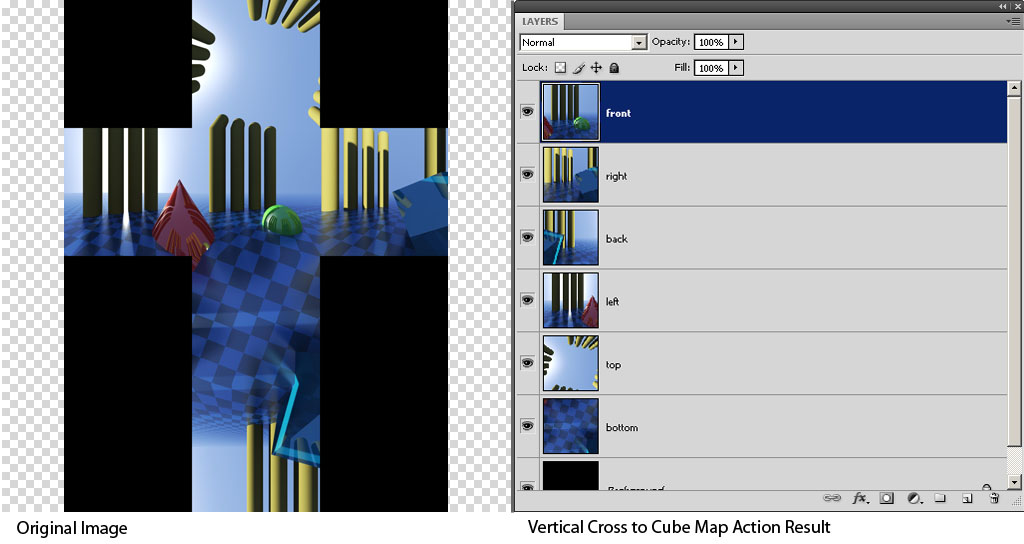 LAYERS
Normal
Opacity: 100%
Lock:
Fill: 100%
front
right
back
left
top
bottom
Background
fx
Original Image
Vertical Cross to Cube Map Action Result